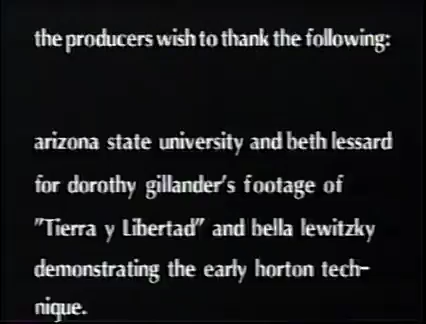 the producers wish to thank the following:
arizona state university and beth lessard
for dorothy gillander's footage of
"Tierra y Libertad" and bella lewitzky
demonstrating the early horton tech-
nique.